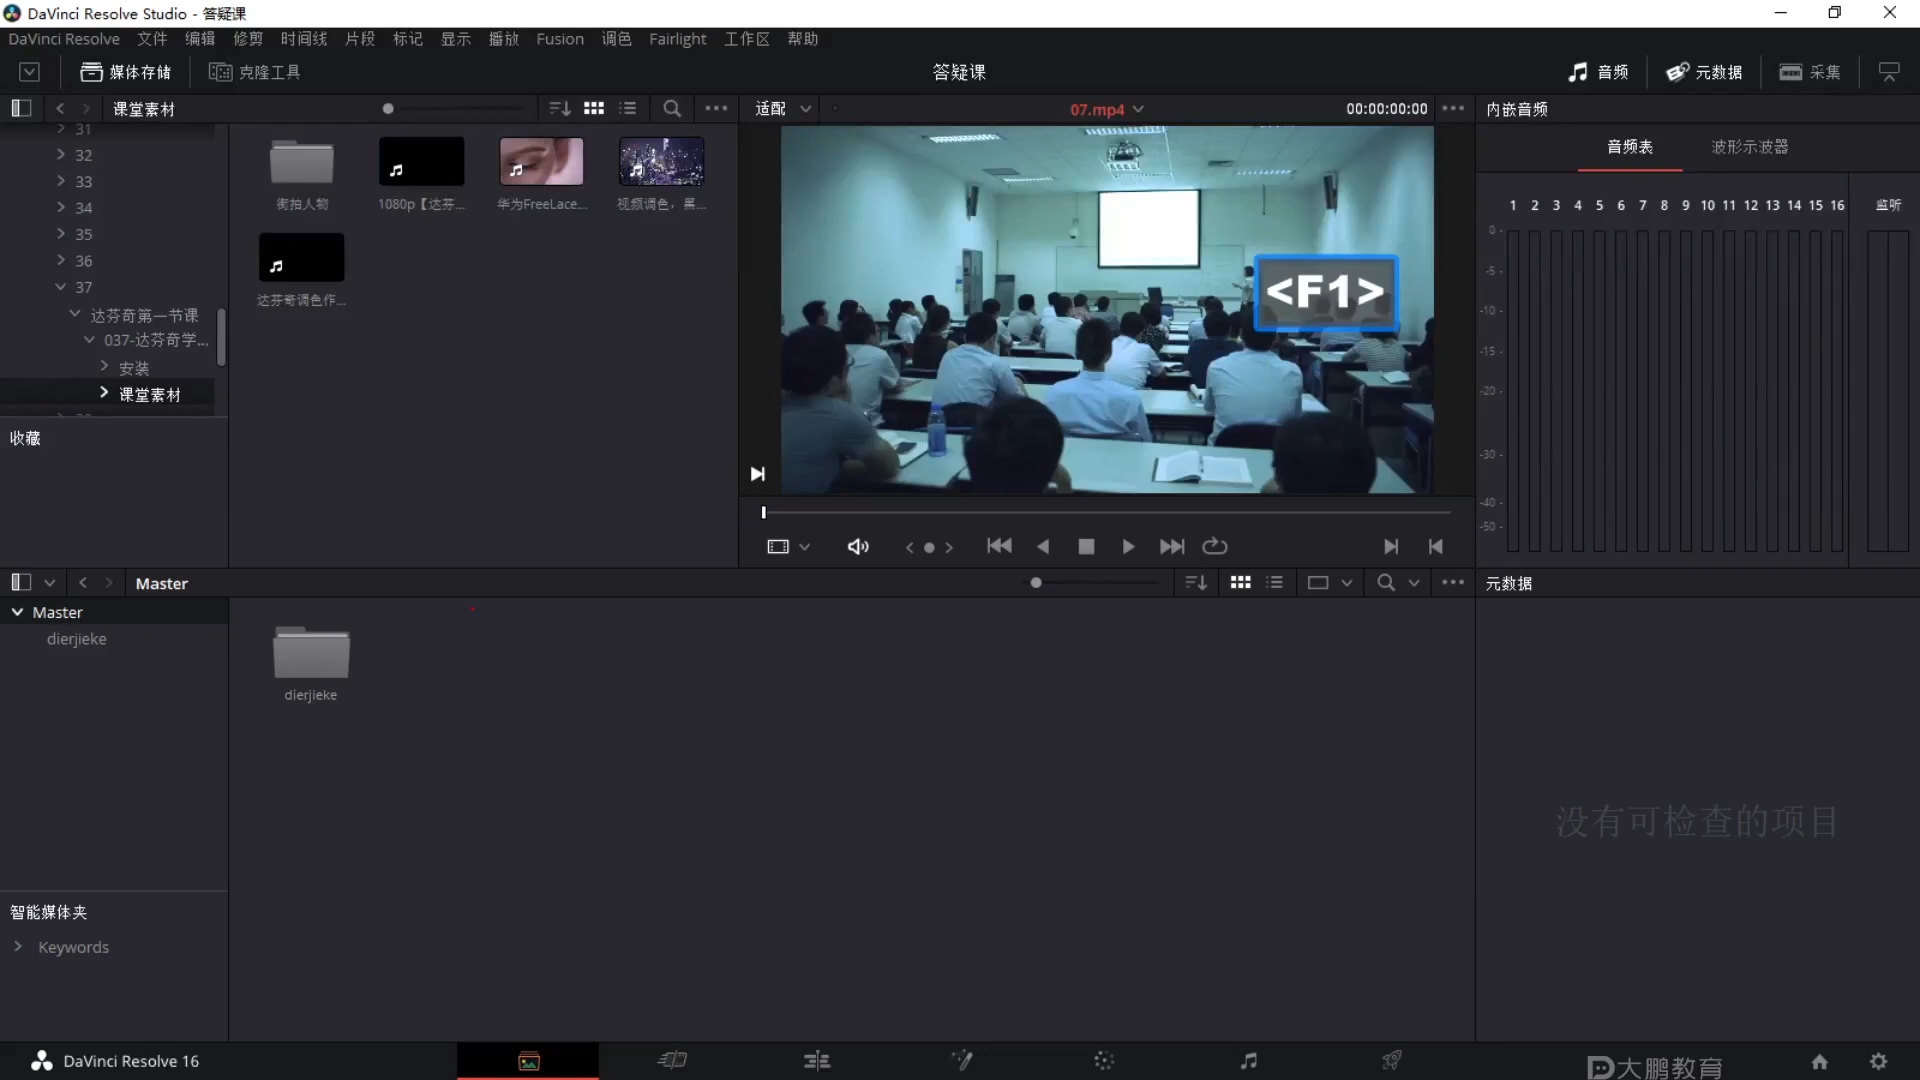 DaVinci Resolve Studio - 答疑课
DaVinci Resolve 文件 编辑 修剪 时间线 片段 标记 显示 播放 Fusion 调色 Fairlight 工作区 帮助
媒体存储 克隆工具 答疑课 音频 元数据 采集
课堂素材 适配 07.mp4 00:00:00:00 内嵌音频
31
32
33
34
35
36
37
达芬奇第一节课
037-达芬奇学...
安装
课堂素材
收藏
街拍人物 1080p【达芬... 华为FreeLace... 视频调色，黑...
达芬奇调色作...
<F1>
音频表 波形示波器
1 2 3 4 5 6 7 8 9 10 11 12 13 14 15 16 监听
0
-5
-10
-15
-20
-30
-40
-50
Master 元数据
Master
dierjieke
dierjieke
没有可检查的项目
智能媒体夹
Keywords
DaVinci Resolve 16 大鹏教育